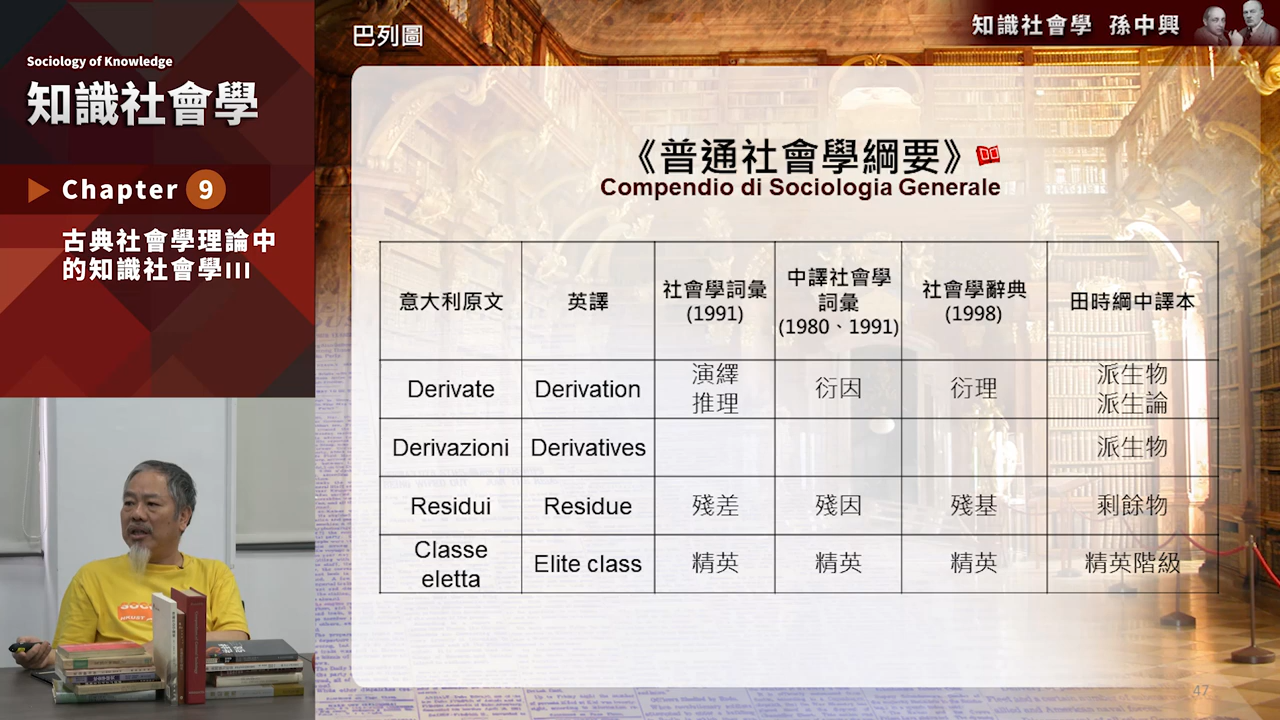 Sociology of Knowledge
知識社會學
Chapter 9
古典社會學理論中
的知識社會學III
巴列圖
知識社會學 孫中興
《普通社會學綱要》
Compendio di Sociologia Generale
意大利原文
英譯
社會學詞彙
(1991)
中譯社會學
詞彙
(1980、1991)
社會學辭典
(1998)
田時綱中譯本
Derivate
Derivation
演繹
推理
衍因
衍理
派生物
派生論
Derivazioni
Derivatives
派生物
Residui
Residue
殘差
殘因
殘基
剩餘物
Classe
eletta
Elite class
精英
精英
精英
精英階級
47